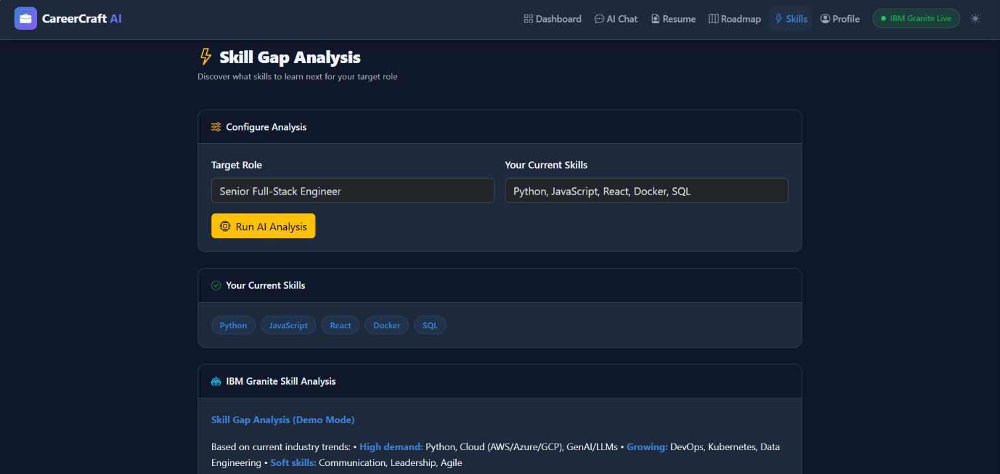 CareerCraft AI
Dashboard AI Chat Resume Roadmap Skills Profile IBM Granite Live
Skill Gap Analysis
Discover what skills to learn next for your target role
Configure Analysis
Target Role
Your Current Skills
Senior Full-Stack Engineer
Python, JavaScript, React, Docker, SQL
Run AI Analysis
Your Current Skills
Python JavaScript React Docker SQL
IBM Granite Skill Analysis
Skill Gap Analysis (Demo Mode)
Based on current industry trends: • High demand: Python, Cloud (AWS/Azure/GCP), GenAI/LLMs • Growing: DevOps, Kubernetes, Data
Engineering • Soft skills: Communication, Leadership, Agile